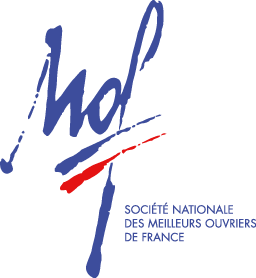 Mof
SOCIÉTÉ NATIONALE
DES MEILLEURS OUVRIERS
DE FRANCE